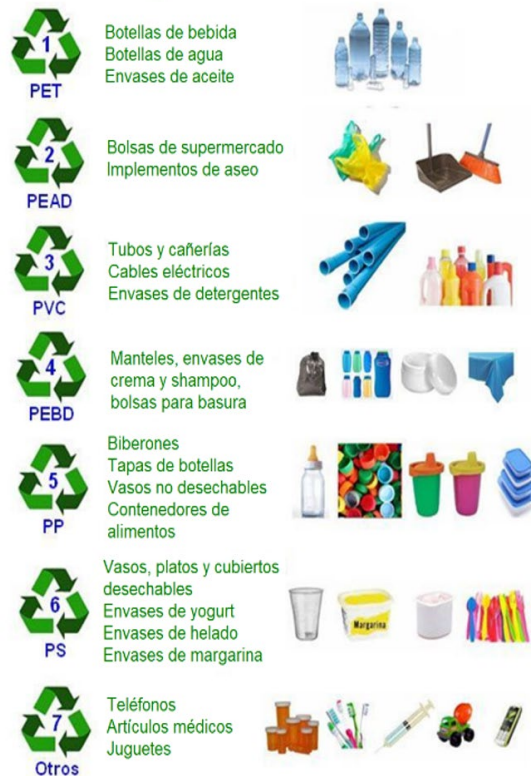 1
PET
Botellas de bebida
Botellas de agua
Envases de aceite
2
PEAD
Bolsas de supermercado
Implementos de aseo
3
PVC
Tubos y cañerías
Cables eléctricos
Envases de detergentes
4
PEBD
Manteles, envases de
crema y shampoo,
bolsas para basura
5
PP
Biberones
Tapas de botellas
Vasos no desechables
Contenedores de
alimentos
6
PS
Vasos, platos y cubiertos
desechables
Envases de yogurt
Envases de helado
Envases de margarina
Margarina
7
Otros
Teléfonos
Artículos médicos
Juguetes